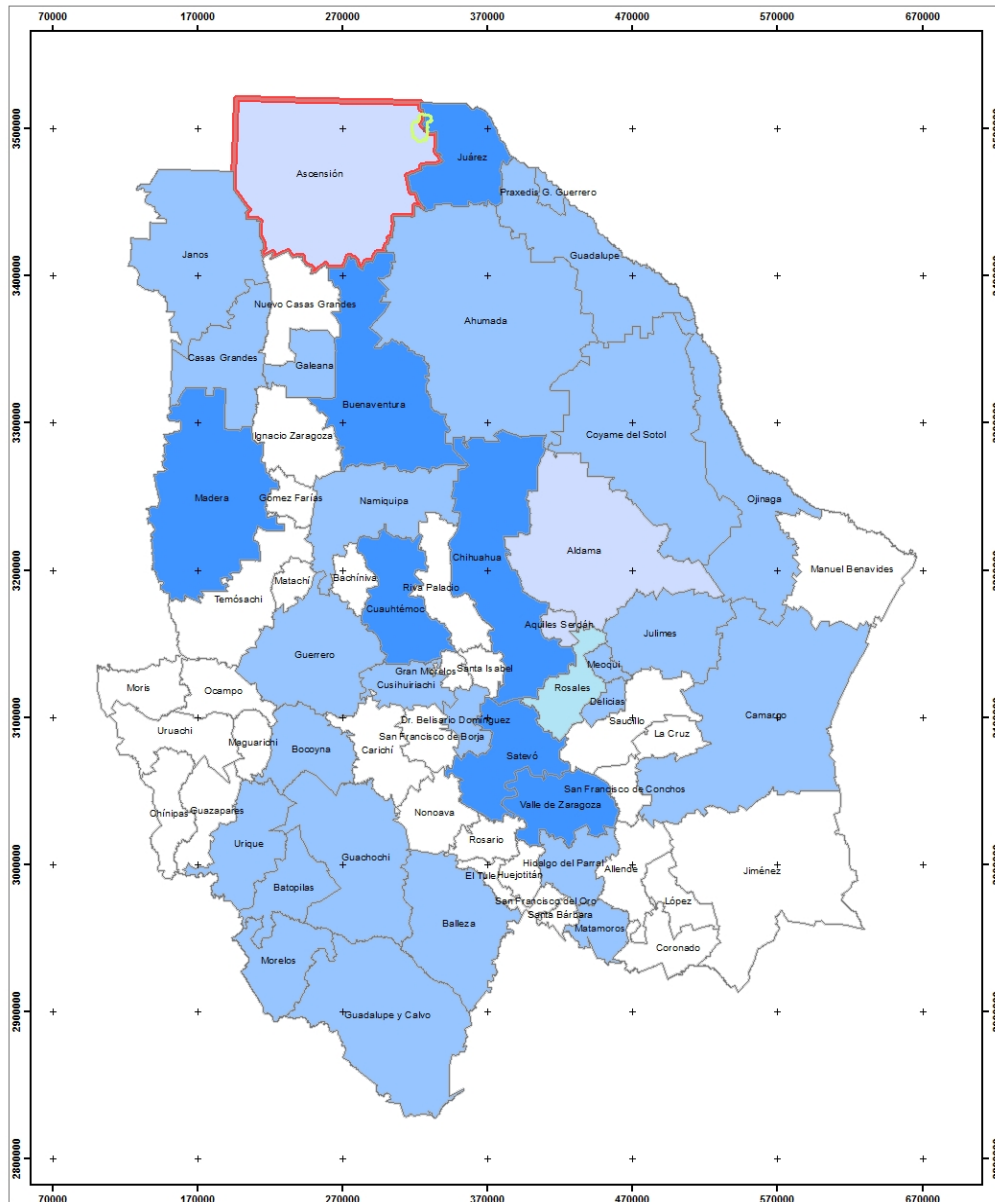 70000 170000 270000 370000 470000 570000 670000
3500000
Juárez
Ascensión
Praxedis G. Guerrero
Janos
Guadalupe
3400000
Nuevo Casas Grandes
Ahumada
Casas Grandes
Galeana
Buenaventura
3300000
Ignacio Zaragoza
Coyame del Sotol
Madera
Gómez Farías
Namiquipa
Ojinaga
Chihuahua
Aldama
3200000
Manuel Benavides
Bachíniva
Matachí
Riva Palacio
Temósachi
Cuauhtémoc
Aquiles Serdán
Julimes
Guerrero
Meoqui
Gran Morelos
Santa Isabel
Cusihuiriachi
Moris
Ocampo
Rosales
Delicias
3100000
Dr. Belisario Domínguez
Saucillo
Camargo
Uruachi
La Cruz
San Francisco de Borja
Maguarichi
Bocoyna
Carichí
Satevó
San Francisco de Conchos
Chínipas
Guazapares
Nonoava
Valle de Zaragoza
Urique
Rosario
Guachochi
Hidalgo del Parral
3000000
Allende
Jiménez
El Tule
Huejotitán
Batopilas
San Francisco del Oro
López
Santa Bárbara
Balleza
Matamoros
Coronado
Morelos
2900000
Guadalupe y Calvo
2800000
70000 170000 270000 370000 470000 570000 670000